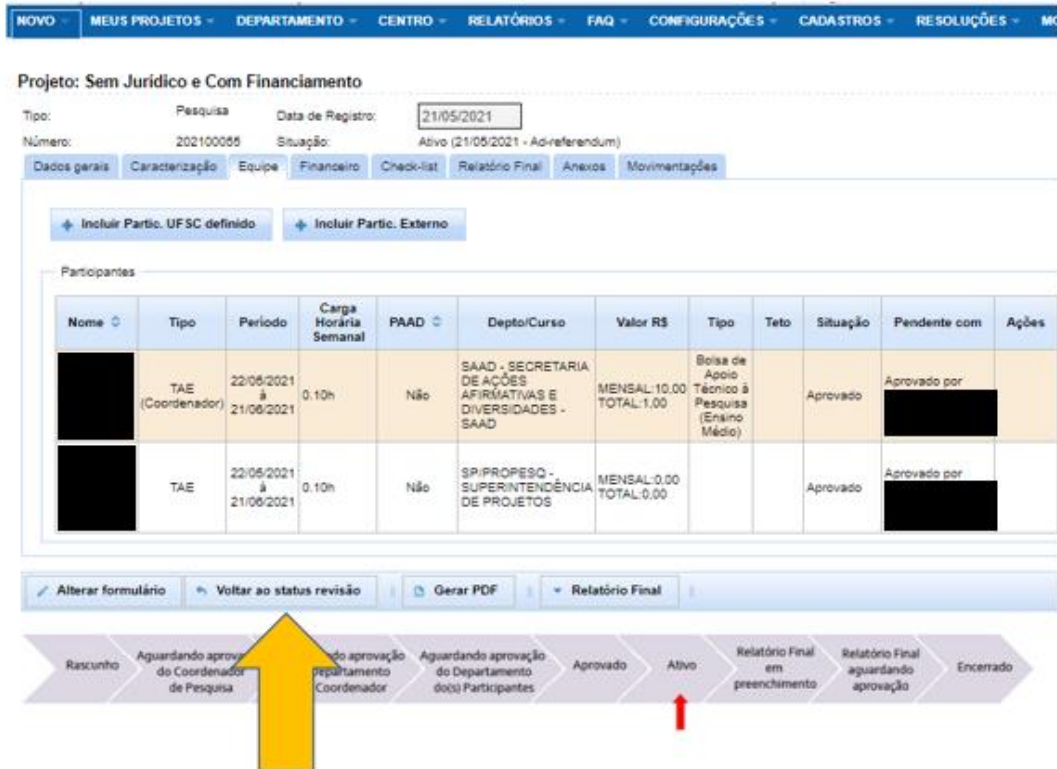 NOVO MEUS PROJETOS DEPARTAMENTO CENTRO RELATÓRIOS FAQ CONFIGURAÇÕES CADASTROS RESOLUÇÕES
Projeto: Sem Jurídico e Com Financiamento
Tipo: Pesquisa Data de Registro: 21/05/2021
Número: 202100055 Situação: Ativo (21/05/2021 - Ad-referendum)
Dados gerais Caracterização Equipe Financeiro Check-list Relatório Final Anexos Movimentações
Incluir Partic. UFSC definido Incluir Partic. Externo
Participantes
Nome Tipo Período Carga Horária Semanal PAAD Depto/Curso Valor R$ Tipo Teto Situação Pendente com Ações
TAE (Coordenador) 22/05/2021 à 21/06/2021 0.10h Não SAAD - SECRETARIA DE AÇÕES AFIRMATIVAS E DIVERSIDADES - SAAD MENSAL:10,00 TOTAL:1,00 Bolsa de Apoio Técnico à Pesquisa (Ensino Médio) Aprovado Aprovado por
TAE 22/05/2021 à 21/06/2021 0.10h Não SP/PROPESQ - SUPERINTENDÊNCIA DE PROJETOS MENSAL:0,00 TOTAL:0,00 Aprovado Aprovado por
Alterar formulário Voltar ao status revisão Gerar PDF Relatório Final
Rascunho
Aguardando
do Coordenador
de Pesquisa
aprovação
Coordenador
Aguardando aprovação
do Departamento
do(s) Participantes
Aprovado
Ativo
Relatório Final
em
preenchimento
Relatório Final
aguardando
aprovação
Encerrado